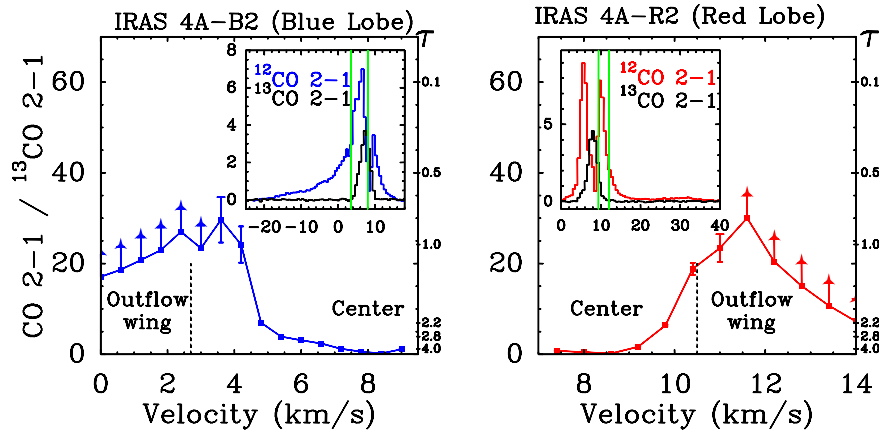 IRAS 4A-B2 (Blue Lobe)
IRAS 4A-R2 (Red Lobe)
CO 2-1 / ¹³CO 2-1
60
40
20
0
¹²CO 2-1
¹³CO 2-1
8
6
4
2
0
-20 -10 0 10
Outflow
wing
Center
τ
0.1
0.5
1.0
2.2
2.8
4.0
0 2 4 6 8
Velocity (km/s)
60
40
20
0
¹²CO 2-1
¹³CO 2-1
.5
0
0 10 20 30 40
Center
Outflow
wing
τ
0.1
0.5
1.0
2.2
2.8
4.0
8 10 12 14
Velocity (km/s)